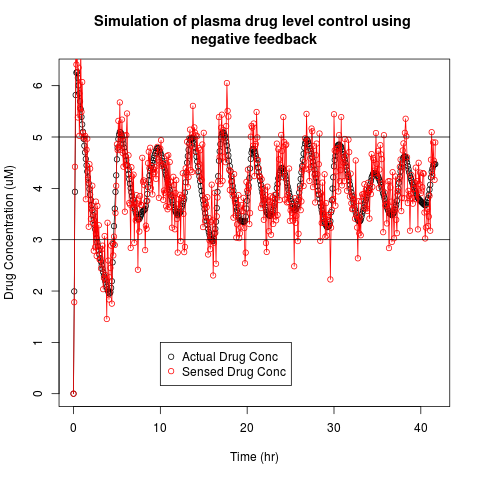 Simulation of plasma drug level control using
negative feedback
Drug Concentration (uM)
6
5
4
3
2
1
0
Actual Drug Conc
Sensed Drug Conc
0 10 20 30 40
Time (hr)